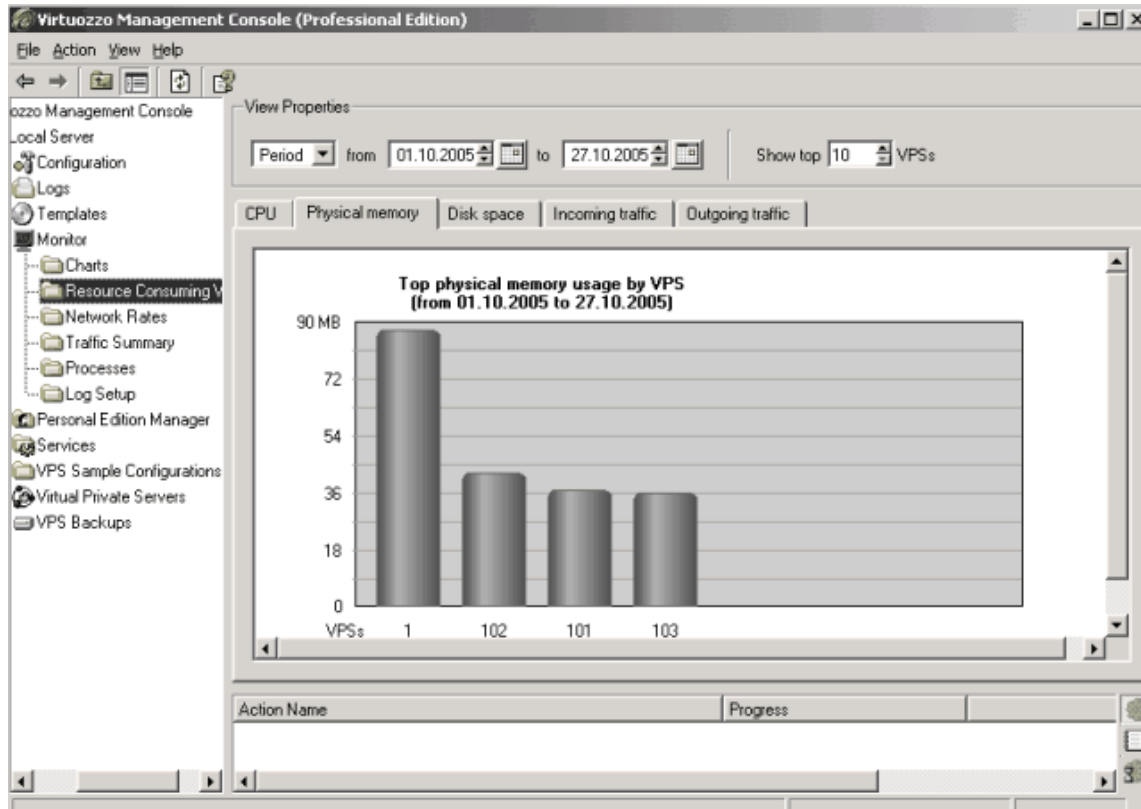 Virtuozzo Management Console (Professional Edition)
File Action View Help
ozzo Management Console
Local Server
Configuration
Logs
Templates
Monitor
Charts
Resource Consuming V
Network Rates
Traffic Summary
Processes
Log Setup
Personal Edition Manager
Services
VPS Sample Configurations
Virtual Private Servers
VPS Backups
View Properties
Period from 01.10.2005 to 27.10.2005 Show top 10 VPSs
CPU Physical memory Disk space Incoming traffic Outgoing traffic
Top physical memory usage by VPS
(from 01.10.2005 to 27.10.2005)
90 MB
72
54
36
18
0
VPSs 1 102 101 103
Action Name Progress